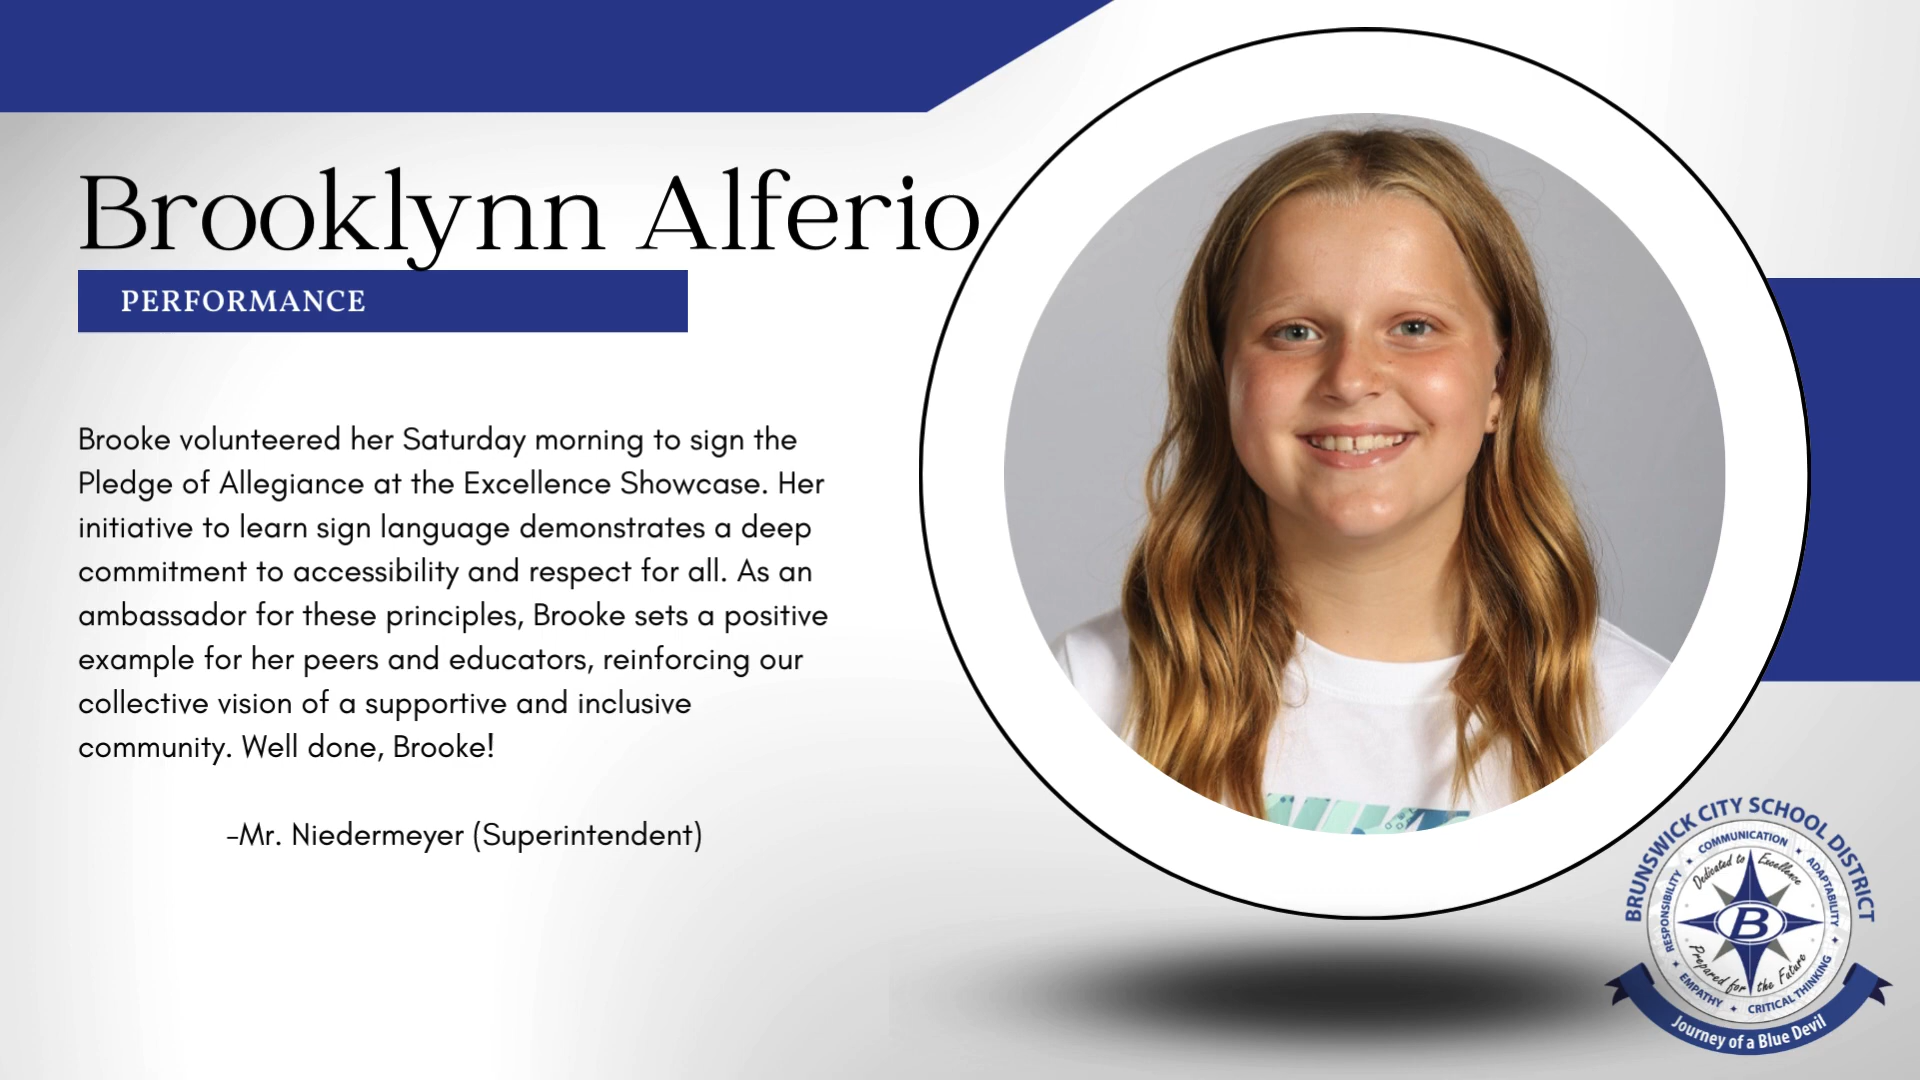 Brooklynn Alferio
PERFORMANCE
Brooke volunteered her Saturday morning to sign the
Pledge of Allegiance at the Excellence Showcase. Her
initiative to learn sign language demonstrates a deep
commitment to accessibility and respect for all. As an
ambassador for these principles, Brooke sets a positive
example for her peers and educators, reinforcing our
collective vision of a supportive and inclusive
community. Well done, Brooke!
-Mr. Niedermeyer (Superintendent)
BRUNSWICK CITY SCHOOL DISTRICT
COMMUNICATION
ADAPTABILITY
CRITICAL THINKING
EMPATHY
RESPONSIBILITY
Dedicated to Excellence
B
Prepared for the Future
Journey of a Blue Devil